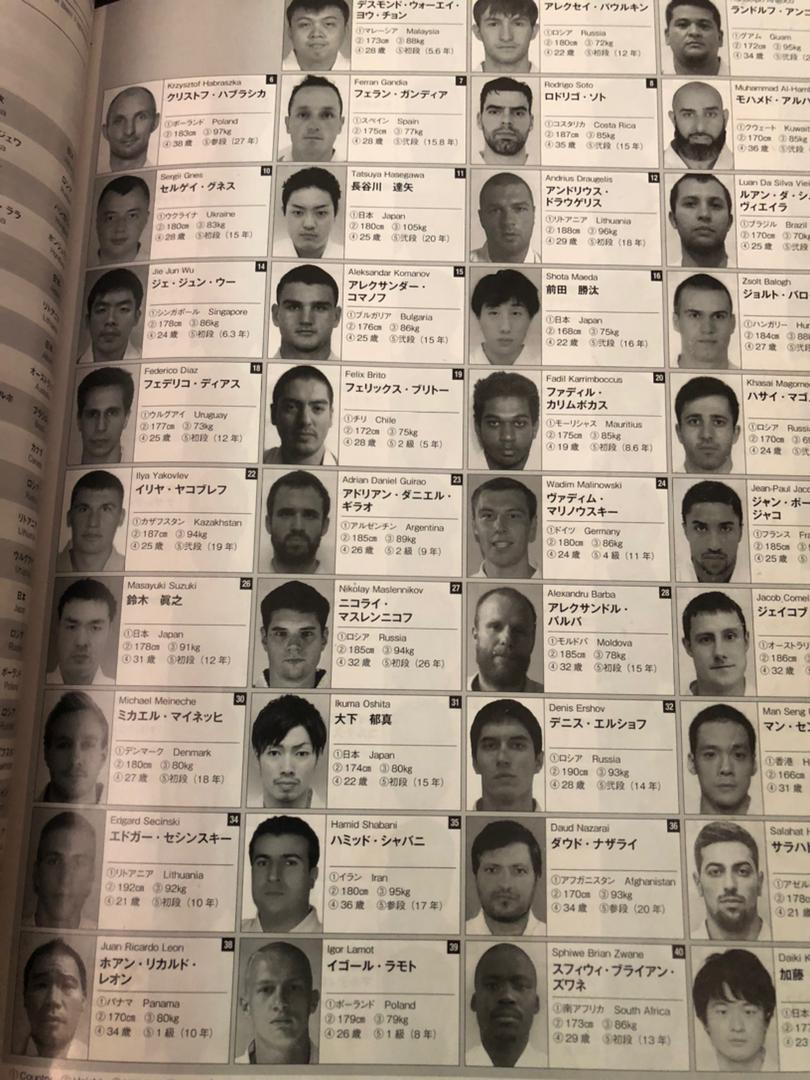 デスモンド・ウォーエイ・
ヨウ・チョン
①マレーシア Malaysia
②173㎝ ③88kg
④28歳 ⑤初段(5.6年)
アレクセイ・パウルキン
①ロシア Russia
②180㎝ ③72kg
④22歳 ⑤初段(12年)
ランドルフ・アンコ
①グアム Guam
②172㎝ ③95kg
④34歳
Krzysztof Habraszka 6
クリストフ・ハブラシカ
①ポーランド Poland
②183㎝ ③97kg
④38歳 ⑤参段(27年)
Ferran Gandia 7
フェラン・ガンディア
①スペイン Spain
②175㎝ ③77kg
④28歳 ⑤弐段(15.8年)
Rodrigo Soto 8
ロドリゴ・ソト
①コスタリカ Costa Rica
②187㎝ ③85kg
④35歳 ⑤弐段(15年)
Muhammad Al-Ham
モハメド・アルハ
①クウェート Kuwait
②170㎝ ③85kg
④36歳 ⑤弐段
Sergii Gnes 10
セルゲイ・グネス
①ウクライナ Ukraine
②180㎝ ③83kg
④28歳 ⑤初段(15年)
Tatsuya Hasegawa 11
長谷川 達矢
①日本 Japan
②180㎝ ③105kg
④25歳 ⑤弐段(20年)
Andrius Draugelis 12
アンドリウス・
ドラウゲリス
①リトアニア Lithuania
②188㎝ ③96kg
④29歳 ⑤初段(18年)
Luan Da Silva Viei
ルアン・ダ・シ
ヴィエイラ
①ブラジル Brazil
②170㎝ ③70k
④25歳 ⑤弐段
Jie Jun Wu 14
ジェ・ジュン・ウー
①シンガポール Singapore
②178㎝ ③86kg
④24歳 ⑤初段(6.3年)
Aleksandar Komanov 15
アレクサンダー・
コマノフ
①ブルガリア Bulgaria
②176㎝ ③86kg
④25歳 ⑤弐段(15年)
Shota Maeda 16
前田 勝汰
①日本 Japan
②168㎝ ③75kg
④22歳 ⑤初段(16年)
Zsolt Balogh
ジョルト・バロ
①ハンガリー Hun
②184㎝ ③88
④27歳 ⑤初段
Federico Diaz 18
フェデリコ・ディアス
①ウルグアイ Uruguay
②177㎝ ③73kg
④25歳 ⑤初段(12年)
Felix Brito 19
フェリックス・ブリトー
①チリ Chile
②172㎝ ③75kg
④28歳 ⑤2級(5年)
Fadil Karrimboccus 20
ファディル・
カリムボカス
①モーリシャス Mauritius
②175㎝ ③85kg
④19歳 ⑤初段(8.6年)
Khasai Magom
ハサイ・マゴ
①ロシア Russi
②170㎝
④24歳 ⑤弐
Ilya Yakovlev 22
イリヤ・ヤコブレフ
①カザフスタン Kazakhstan
②187㎝ ③94kg
④25歳 ⑤弐段(19年)
Adrian Daniel Guirao 23
アドリアン・ダニエル・
ギラオ
①アルゼンチン Argentina
②185㎝ ③89kg
④26歳 ⑤2級(9年)
Wadim Malinowski 24
ヴァディム・
マリノウスキー
①ドイツ Germany
②180㎝ ③86kg
④24歳 ⑤4級(11年)
Jean-Paul Jaco
ジャン・ポー
ジャコ
①フランス Fra
②185㎝
④25歳 ⑤
Masayuki Suzuki 26
鈴木 眞之
①日本 Japan
②178㎝ ③91kg
④31歳 ⑤初段(12年)
Nikolay Maslennikov 27
ニコライ・
マスレンニコフ
①ロシア Russia
②185㎝ ③94kg
④32歳 ⑤初段(26年)
Alexandru Barba 28
アレクサンドル・
バルバ
①モルドバ Moldova
②185㎝ ③78kg
④32歳 ⑤初段(15年)
Jacob Comel
ジェイコブ
①オーストラリ
②186㎝
④32歳
Michael Meineche 30
ミカエル・マイネッヒ
①デンマーク Denmark
②180㎝ ③80kg
④27歳 ⑤初段(18年)
Ikuma Oshita 31
大下 郁真
①日本 Japan
②174㎝ ③80kg
④22歳 ⑤初段(15年)
Denis Ershov 32
デニス・エルショフ
①ロシア Russia
②190㎝ ③93kg
④28歳 ⑤弐段(14年)
Man Seng
マン・セン
①香港 H
②166㎝
④31歳
Edgard Secinski 34
エドガー・セシンスキー
①リトアニア Lithuania
②192㎝ ③92kg
④21歳 ⑤初段(10年)
Hamid Shabani 35
ハミッド・シャバニ
①イラン Iran
②180㎝ ③95kg
④36歳 ⑤参段(17年)
Daud Nazarai 36
ダウド・ナザライ
①アフガニスタン Afghanistan
②170㎝ ③93kg
④34歳 ⑤参段(20年)
Salahat
サラハト
①アゼル
②178㎝
④21歳
Juan Ricardo Leon 38
ホアン・リカルド・
レオン
①パナマ Panama
②170㎝ ③80kg
④34歳 ⑤1級(10年)
Igor Lamot 39
イゴール・ラモト
①ポーランド Poland
②179㎝ ③79kg
④26歳 ⑤1級(8年)
Sphiwe Brian Zwane 40
スフィウィ・ブライアン・
ズワネ
①南アフリカ South Africa
②173㎝ ③86kg
④29歳 ⑤初段(13年)
Daiki K
加藤
①日本
②177
④23